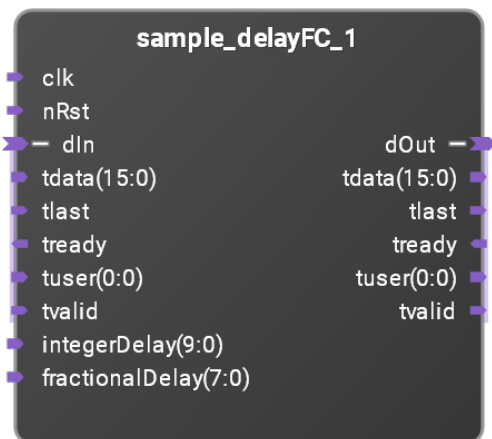 sample_delayFC_1
clk
nRst
dIn dOut
tdata(15:0) tdata(15:0)
tlast tlast
tready tready
tuser(0:0) tuser(0:0)
tvalid tvalid
integerDelay(9:0)
fractionalDelay(7:0)